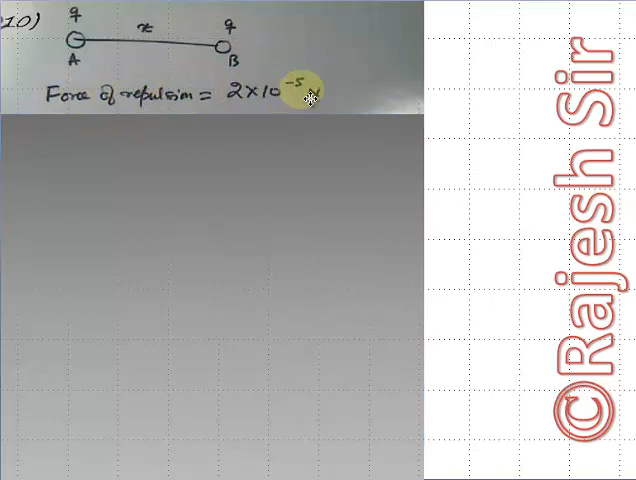 10)
q q
x
A B
Force of repulsion = 2×10⁻⁵ N
©Rajesh Sir